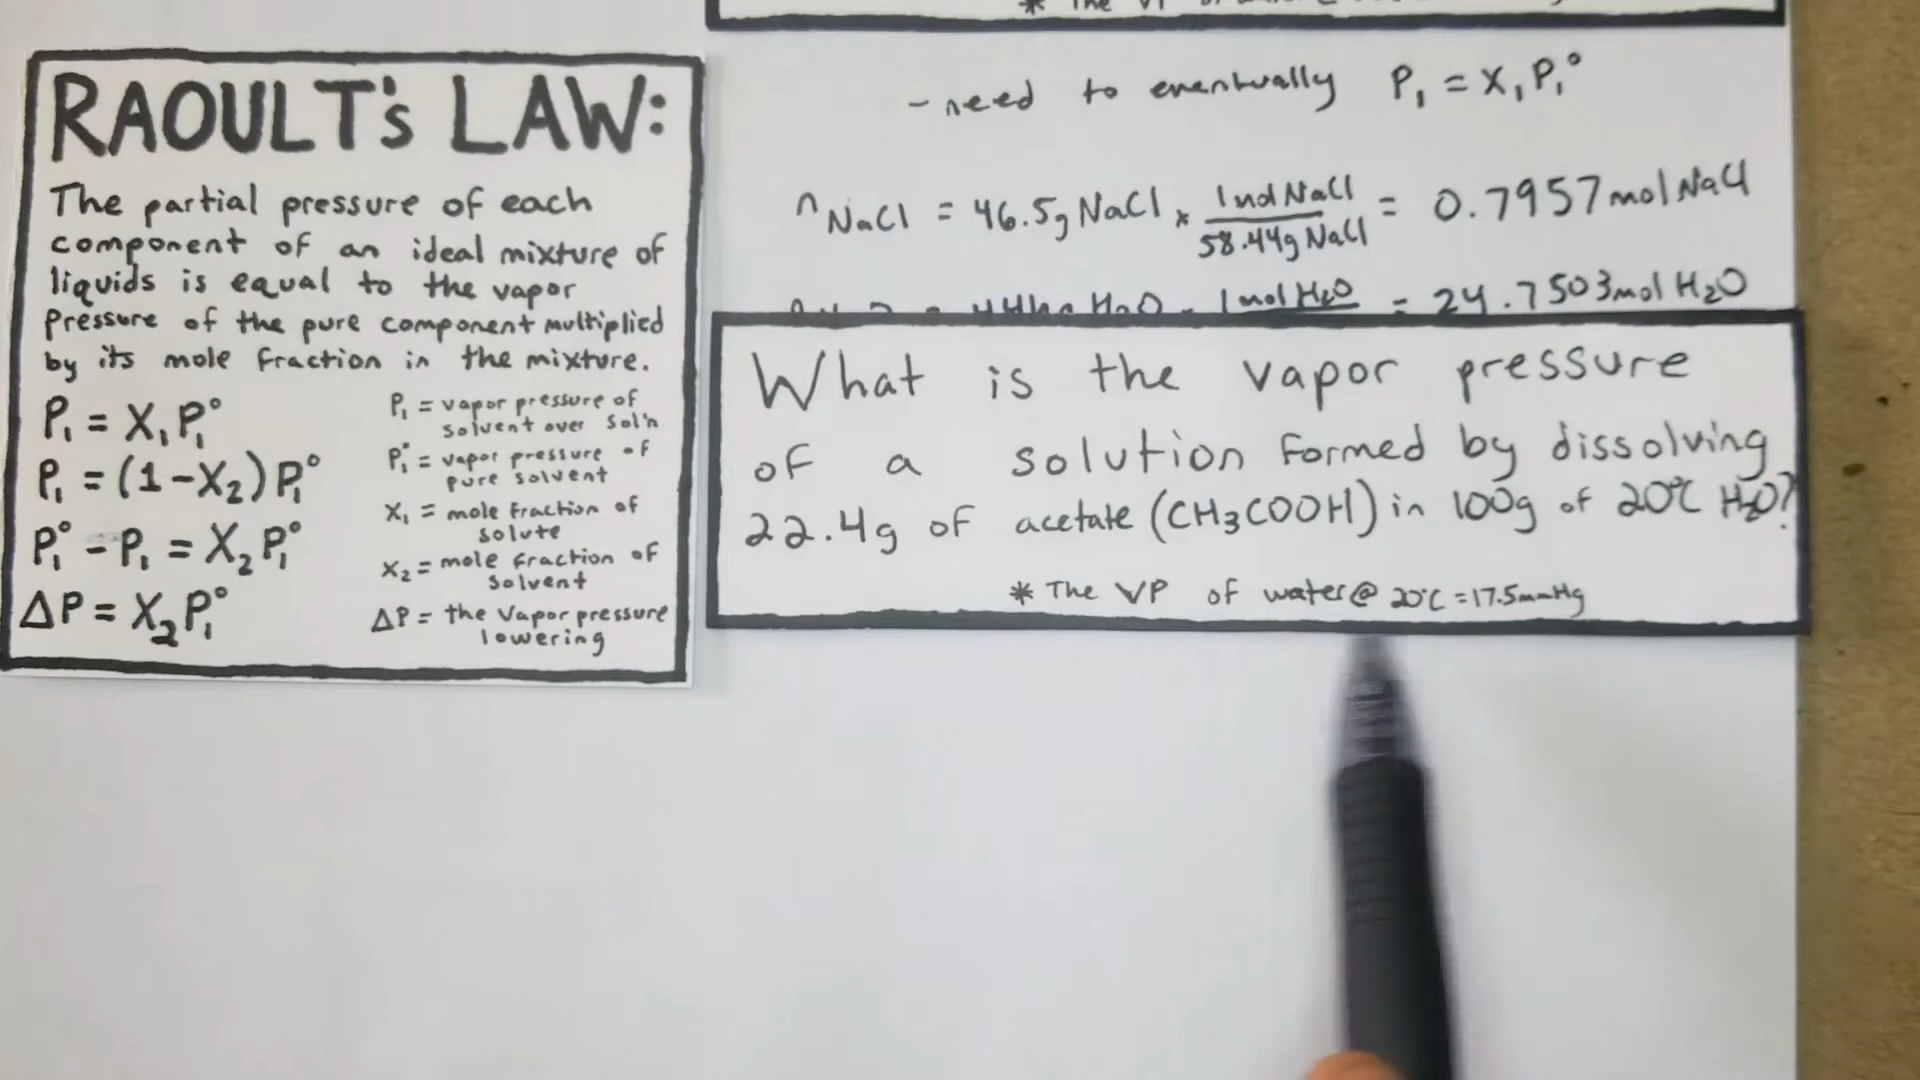 RAOULT's LAW:
The partial pressure of each
component of an ideal mixture of
liquids is equal to the vapor
pressure of the pure component multiplied
by its mole fraction in the mixture.
P₁ = X₁P₁°
P₁ = (1-X₂)P₁°
P₁° - P₁ = X₂P₁°
ΔP = X₂P₁°
P₁ = vapor pressure of
solvent over sol'n
P₁° = vapor pressure of
pure solvent
X₁ = mole fraction of
solute
X₂ = mole fraction of
solvent
ΔP = the vapor pressure
lowering
- need to eventually P₁ = X₁P₁°
nNaCl = 46.5g NaCl × 1 mol NaCl / 58.44g NaCl = 0.7957 mol NaCl
1 mol H₂O = 24.7503 mol H₂O
What is the vapor pressure
of a solution formed by dissolving
22.4g of acetate (CH₃COOH) in 100g of 20°C H₂O?
* The VP of water @ 20°C = 17.5mmHg